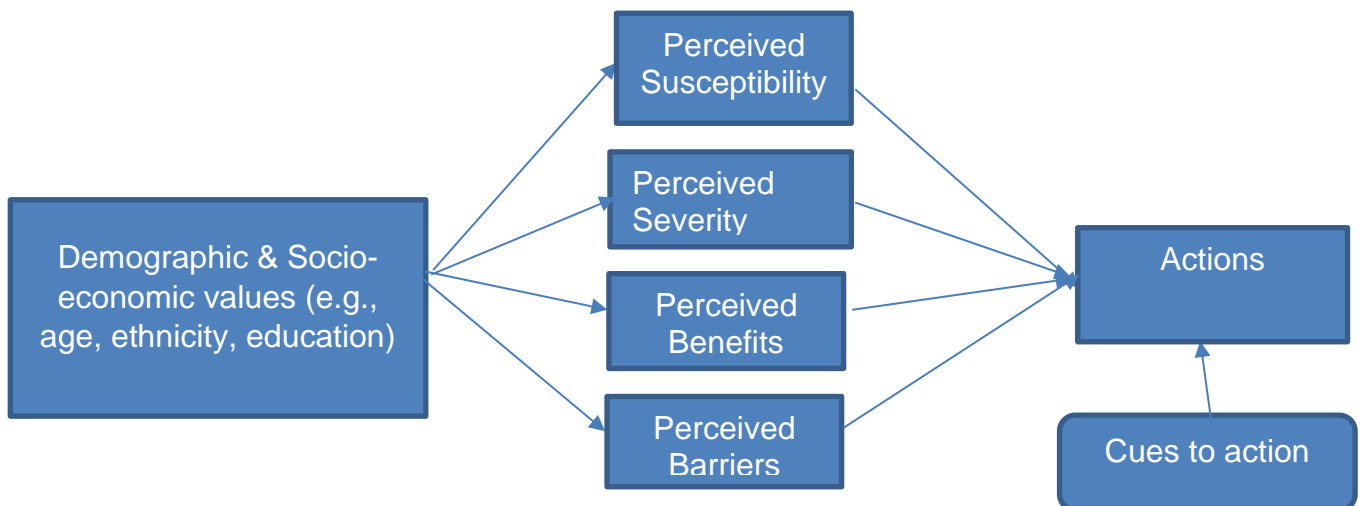 Perceived
Susceptibility
Perceived
Severity
Demographic & Socio-
economic values (e.g.,
age, ethnicity, education)
Actions
Perceived
Benefits
Perceived
Barriers
Cues to action